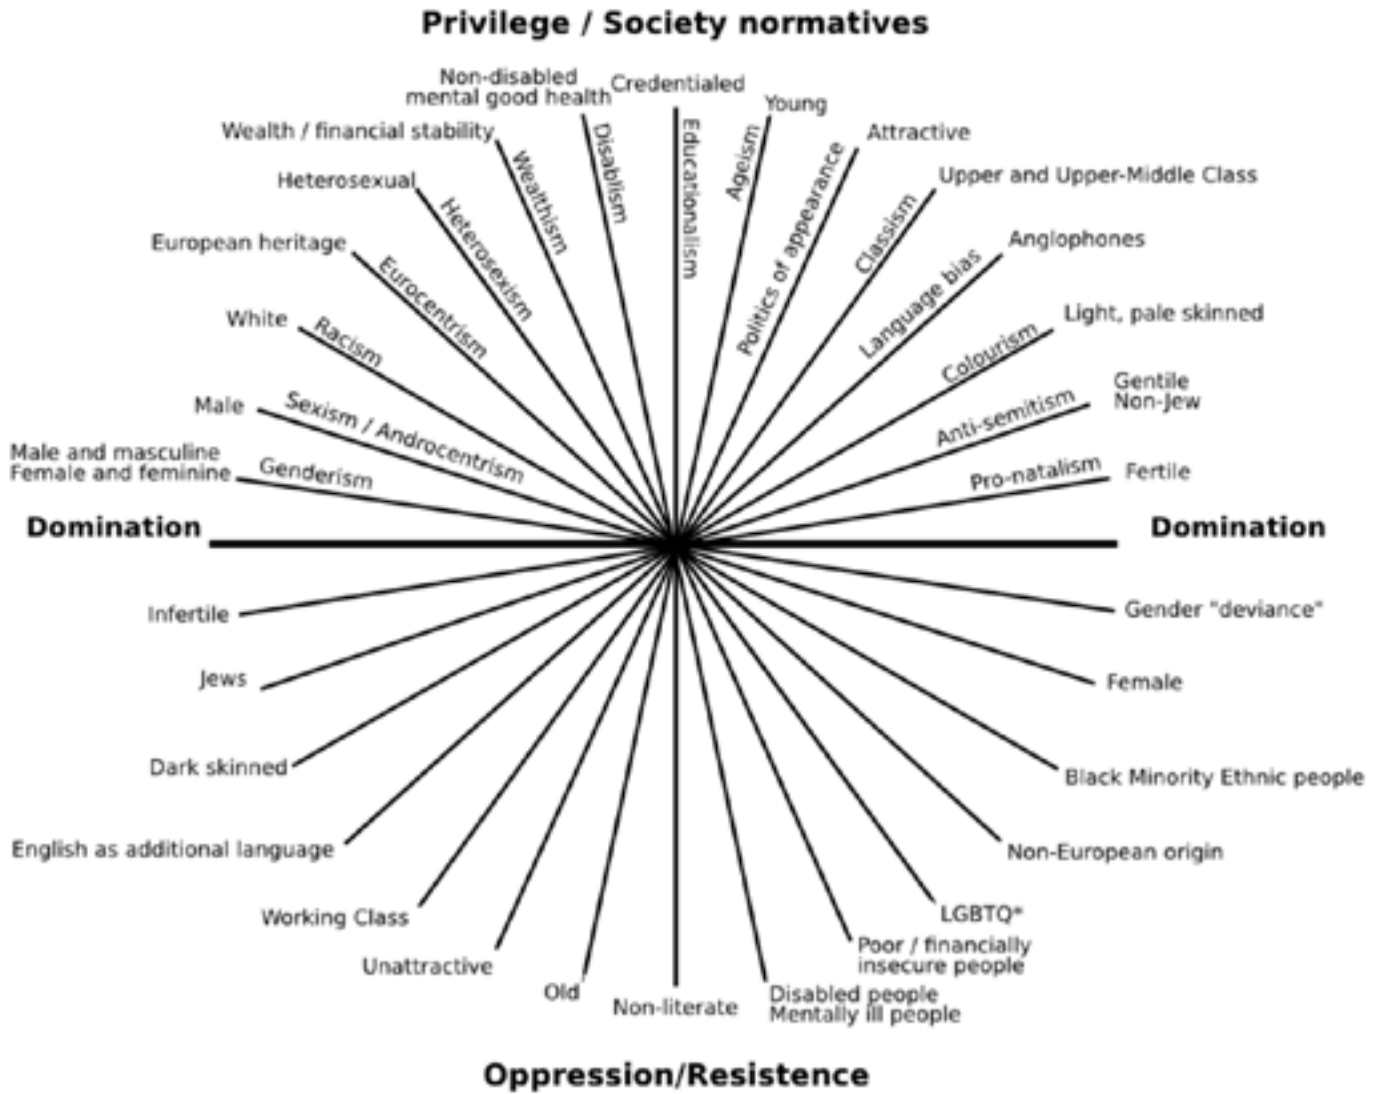 Privilege / Society normatives
Non-disabled
mental good health
Credentialed
Young
Wealth / financial stability
Attractive
Heterosexual
Upper and Upper-Middle Class
European heritage
Anglophones
White
Light, pale skinned
Male
Gentile
Non-Jew
Male and masculine
Female and feminine
Fertile
Genderism
Sexism / Androcentrism
Racism
Eurocentrism
Heterosexism
Wealthism
Disablism
Educationalism
Ageism
Politics of appearance
Classism
Language bias
Colourism
Anti-semitism
Pro-natalism
Domination
Domination
Infertile
Gender "deviance"
Jews
Female
Dark skinned
Black Minority Ethnic people
English as additional language
Non-European origin
Working Class
LGBTQ*
Unattractive
Poor / financially
insecure people
Old
Non-literate
Disabled people
Mentally ill people
Oppression/Resistence